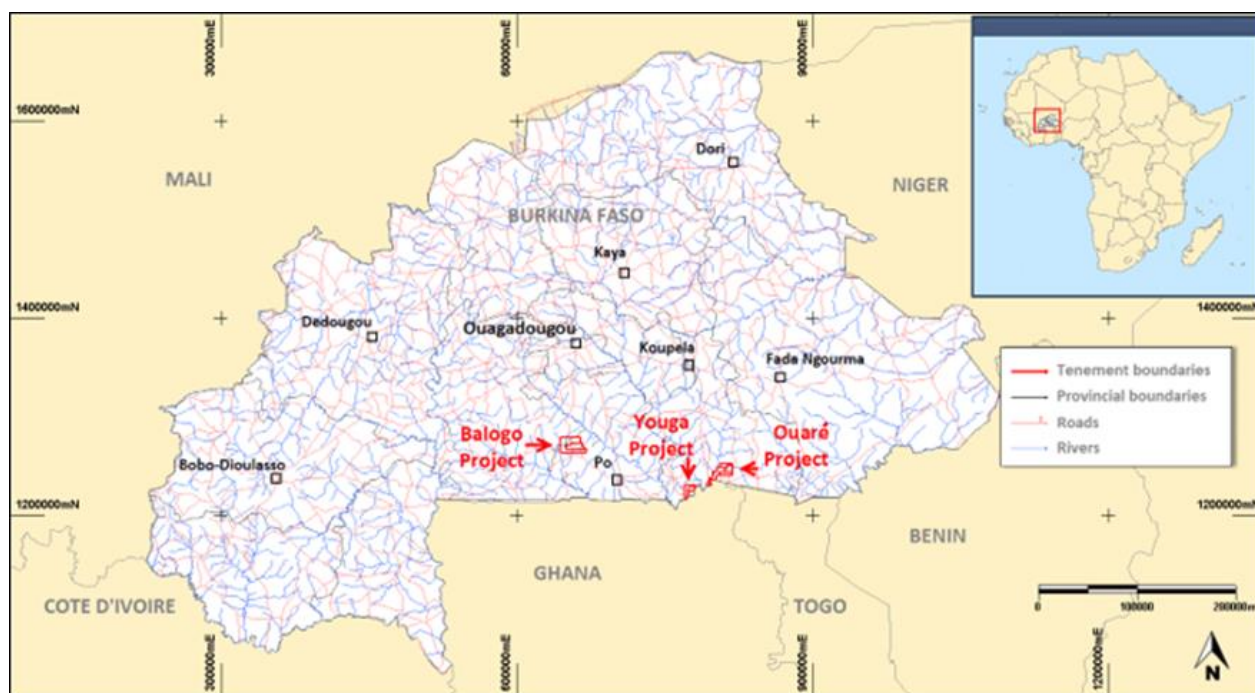 300000mE
600000mE
900000mE
1600000mN
MALI
Dori
NIGER
BURKINA FASO
Kaya
1400000mN
1400000mN
Dedougou
Ouagadougou
Koupela
Fada Ngourma
Tenement boundaries
Provincial boundaries
Roads
Rivers
Balogo
Project
Youga
Project
Ouaré
Project
Bobo-Dioulasso
Po
1200000mN
1200000mN
BENIN
GHANA
COTE D'IVOIRE
TOGO
0
100000
200000m
300000mE
600000mE
900000mE
1200000mE
N